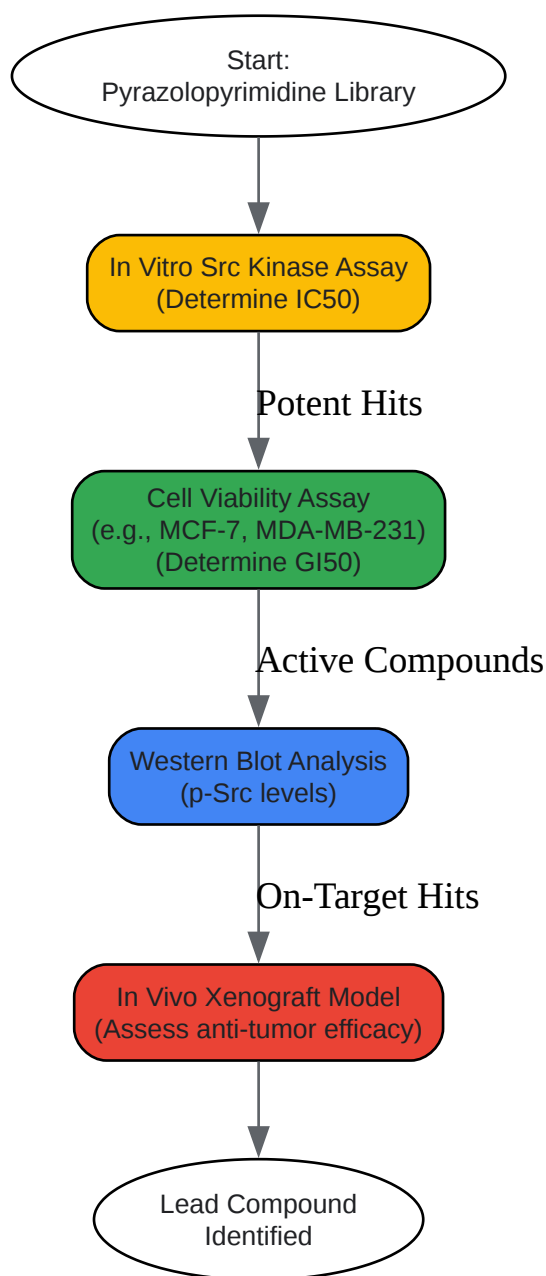 Start:
Pyrazolopyrimidine Library
In Vitro Src Kinase Assay
(Determine IC50)
Potent Hits
Cell Viability Assay
(e.g., MCF-7, MDA-MB-231)
(Determine GI50)
Active Compounds
Western Blot Analysis
(p-Src levels)
On-Target Hits
In Vivo Xenograft Model
(Assess anti-tumor efficacy)
Lead Compound
Identified